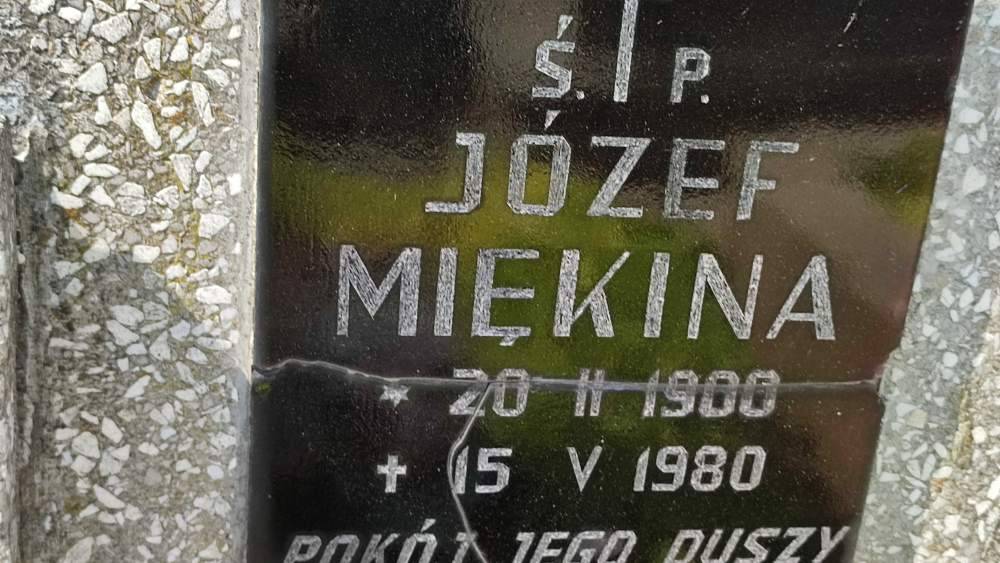 Ś. P.
JÓZEF
MIĘKINA
* 20 II 1900
✝ 15 V 1980
POKÓJ JEGO DUSZY